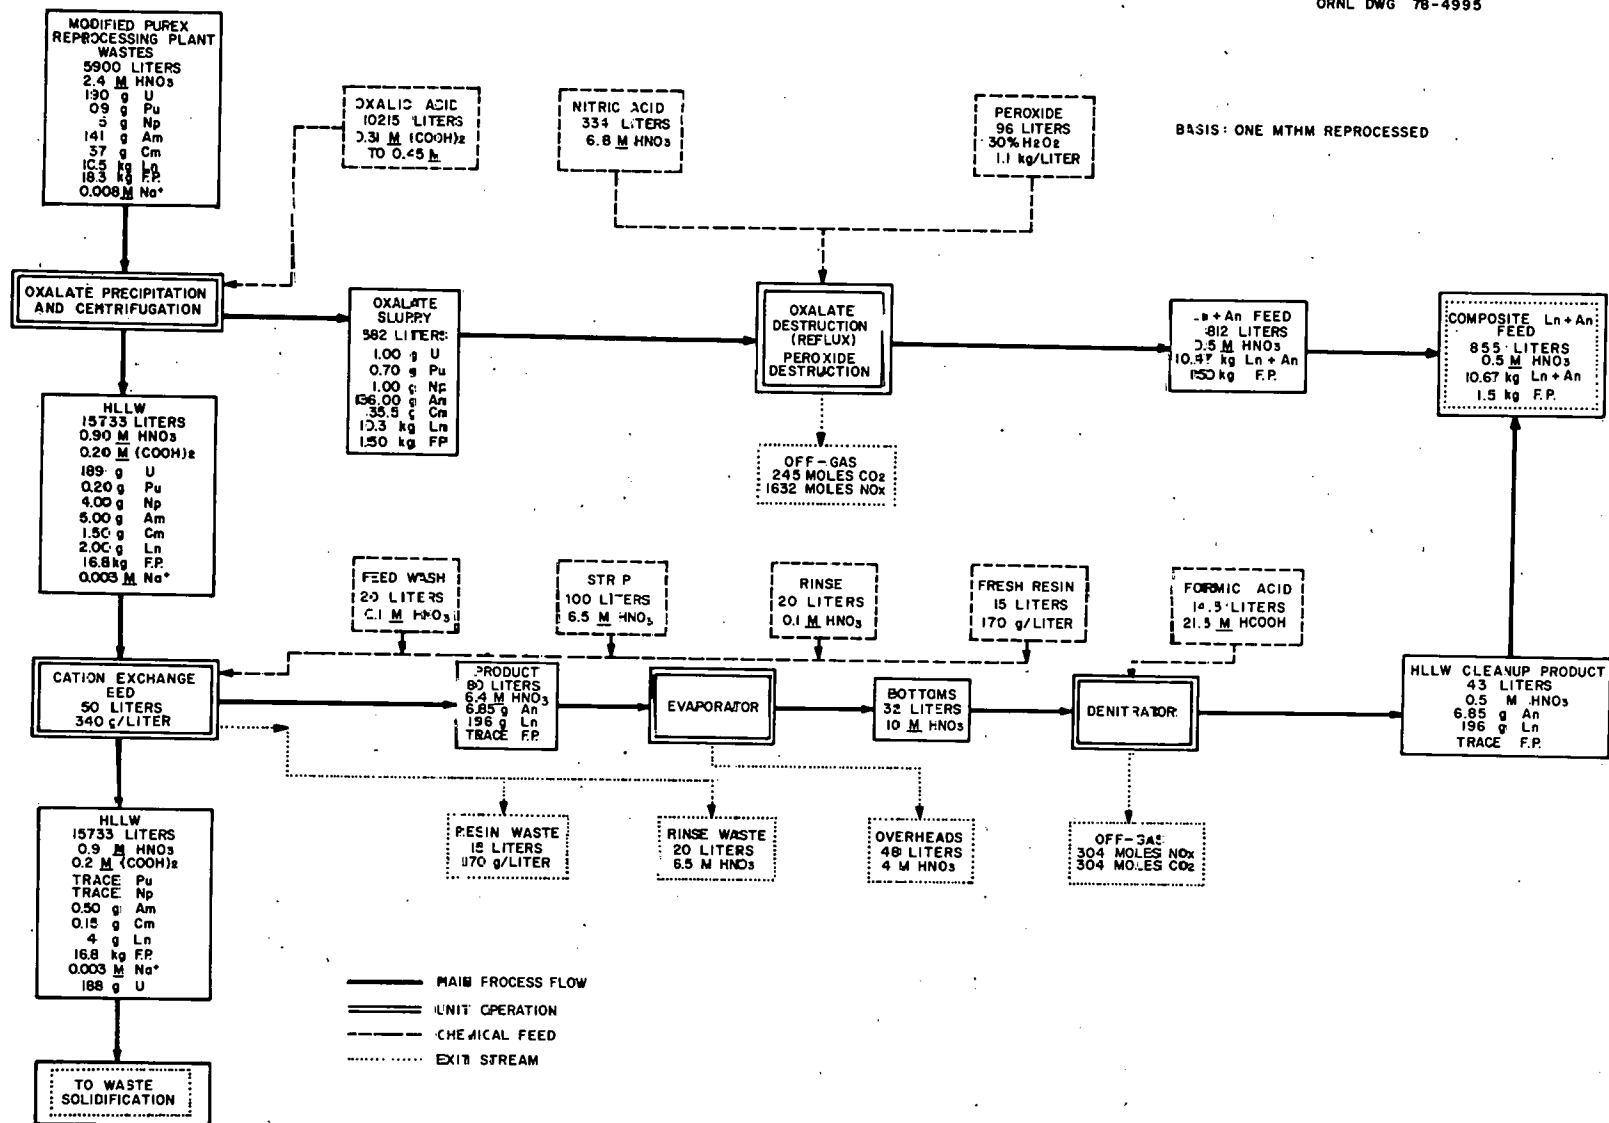 ORNL DWG 78-4995
MODIFIED PUREX
REPROCESSING PLANT
WASTES
5900 LITERS
2.4 M HNO3
190 g U
09 g Pu
5 g Np
141 g Am
37 g Cm
10.5 kg Ln
18.3 kg F.P.
0.008 M Na+
OXALIC ACID
10215 LITERS
0.31 M (COOH)2
TO 0.45 M
NITRIC ACID
334 LITERS
6.8 M HNO3
PEROXIDE
96 LITERS
30% H2O2
1.1 kg/LITER
BASIS: ONE MTHM REPROCESSED
OXALATE PRECIPITATION
AND CENTRIFUGATION
OXALATE
SLURRY
582 LITERS
1.00 g U
0.70 g Pu
1.00 g Np
136.00 g Am
35.5 g Cm
10.3 kg Ln
1.50 kg FP
OXALATE
DESTRUCTION
(REFLUX)
PEROXIDE
DESTRUCTION
Ln + An FEED
812 LITERS
0.5 M HNO3
10.47 kg Ln + An
1.50 kg F.P.
COMPOSITE Ln + An
FEED
855 LITERS
0.5 M HNO3
10.67 kg Ln + An
1.5 kg F.P.
OFF-GAS
245 MOLES CO2
1632 MOLES NOx
HLLW
15733 LITERS
0.90 M HNO3
0.20 M (COOH)2
189 g U
0.20 g Pu
4.00 g Np
5.00 g Am
1.50 g Cm
2.00 g Ln
16.8 kg F.P.
0.003 M Na+
FEED WASH
20 LITERS
0.1 M HNO3
STRIP
100 LITERS
6.5 M HNO3
RINSE
20 LITERS
0.1 M HNO3
FRESH RESIN
15 LITERS
170 g/LITER
FORMIC ACID
14.3 LITERS
21.3 M HCOOH
CATION EXCHANGE
BED
50 LITERS
340 g/LITER
PRODUCT
80 LITERS
6.4 M HNO3
6.85 g An
196 g Ln
TRACE F.P.
EVAPORATOR
BOTTOMS
32 LITERS
10 M HNO3
DENITRATOR
HLLW CLEANUP PRODUCT
43 LITERS
0.5 M HNO3
6.85 g An
196 g Ln
TRACE F.P.
RESIN WASTE
15 LITERS
170 g/LITER
RINSE WASTE
20 LITERS
6.5 M HNO3
OVERHEADS
48 LITERS
4 M HNO3
OFF-GAS
304 MOLES NOx
304 MOLES CO2
HLLW
15733 LITERS
0.9 M HNO3
0.2 M (COOH)2
TRACE Pu
TRACE Np
0.50 g Am
0.15 g Cm
4 g Ln
16.8 kg F.P.
0.003 M Na+
188 g U
MAIN PROCESS FLOW
UNIT OPERATION
CHEMICAL FEED
EXIT STREAM
TO WASTE
SOLIDIFICATION